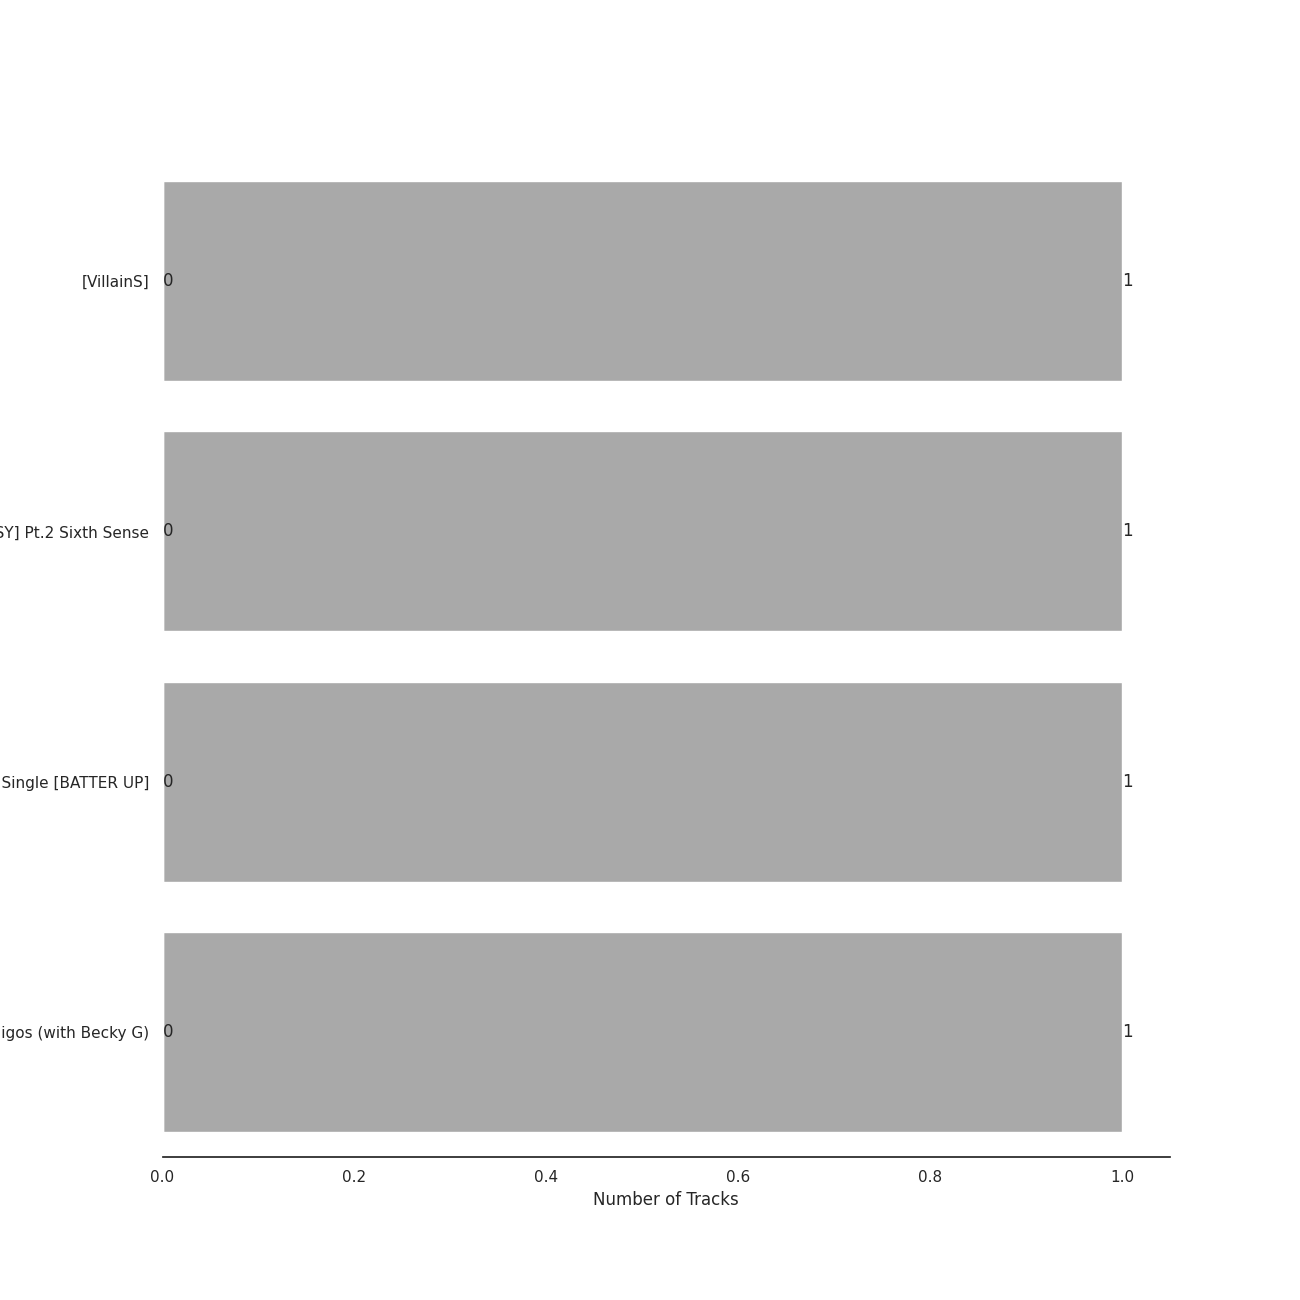 [VillainS] 0 1
SY] Pt.2 Sixth Sense 0 1
Single [BATTER UP] 0 1
igos (with Becky G) 0 1
0.0 0.2 0.4 0.6 0.8 1.0
Number of Tracks